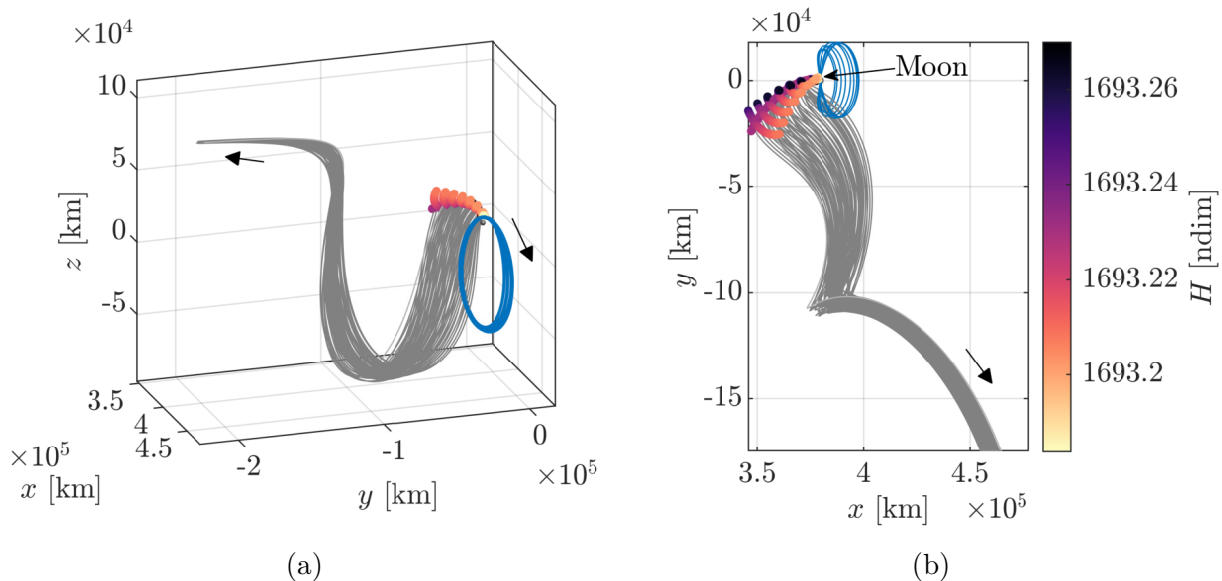 ×10⁴
10
5
0
-5
z [km]
3.5
4
4.5
×10⁵
x [km]
-2
-1
0
×10⁵
y [km]
(a)
×10⁴
0
-5
-10
-15
y [km]
Moon
3.5
4
4.5
x [km]
×10⁵
1693.26
1693.24
1693.22
1693.2
H [ndim]
(b)